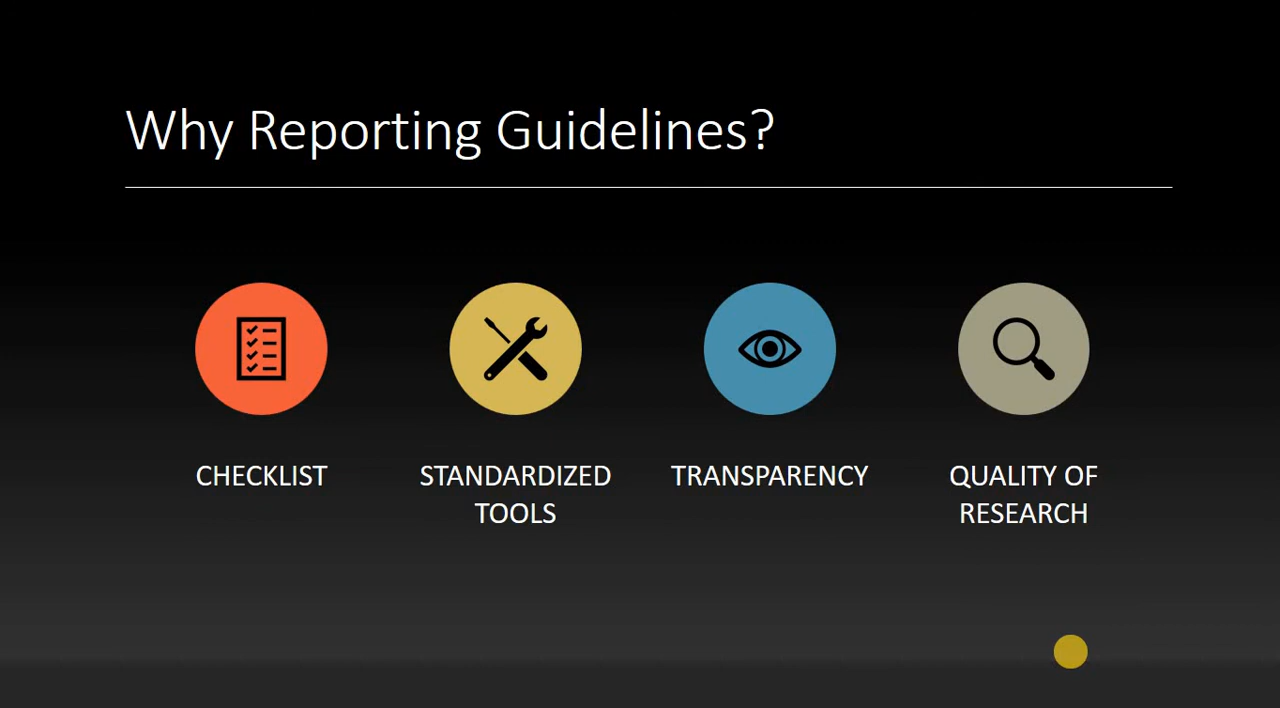 Why Reporting Guidelines?
CHECKLIST
STANDARDIZED
TOOLS
TRANSPARENCY
QUALITY OF
RESEARCH